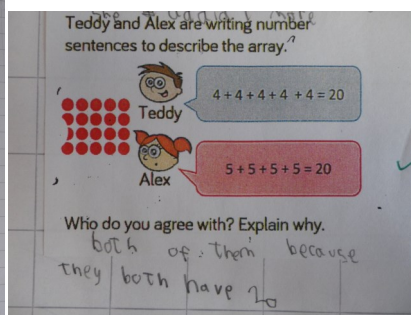 Teddy and Alex are writing number
sentences to describe the array.
4 + 4 + 4 + 4 + 4 = 20
Teddy
5 + 5 + 5 + 5 = 20
Alex
Who do you agree with? Explain why.
both of them because
they both have 20